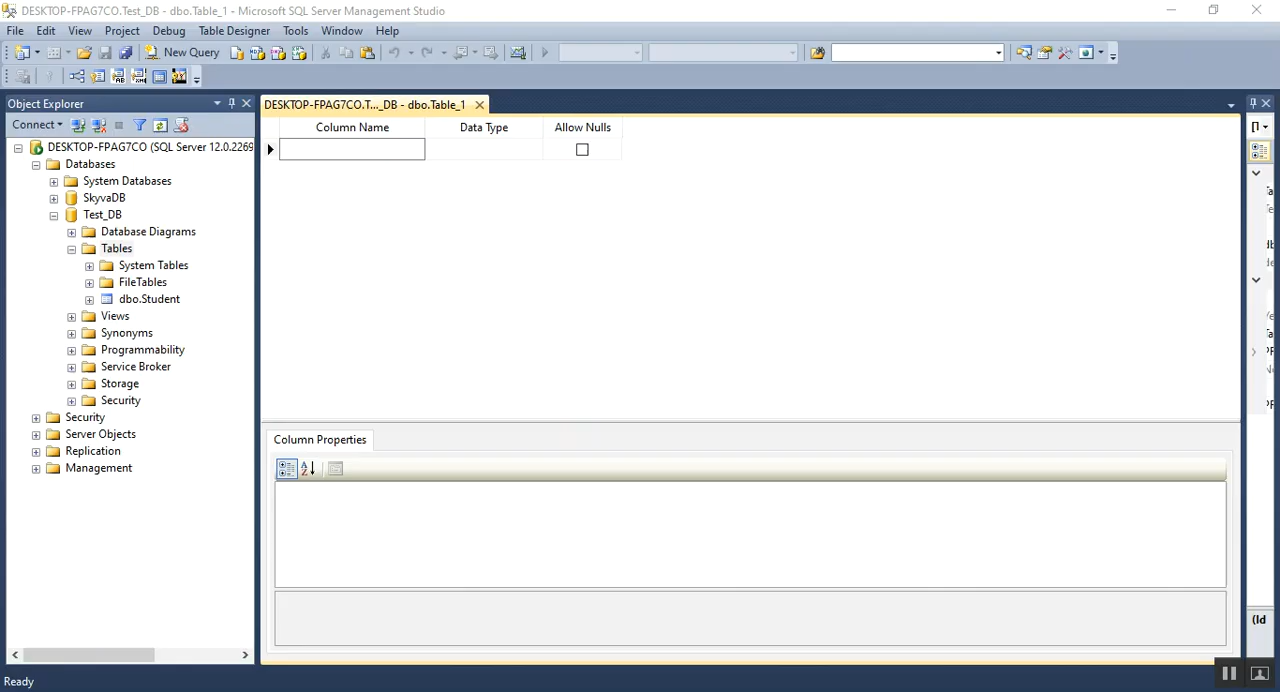 DESKTOP-FPAG7CO.Test_DB - dbo.Table_1 - Microsoft SQL Server Management Studio
File Edit View Project Debug Table Designer Tools Window Help
New Query
Object Explorer
Connect
DESKTOP-FPAG7CO (SQL Server 12.0.2269
Databases
System Databases
SkyvaDB
Test_DB
Database Diagrams
Tables
System Tables
FileTables
dbo.Student
Views
Synonyms
Programmability
Service Broker
Storage
Security
Security
Server Objects
Replication
Management
DESKTOP-FPAG7CO.T..._DB - dbo.Table_1
Column Name Data Type Allow Nulls
Column Properties
(Id
Ready